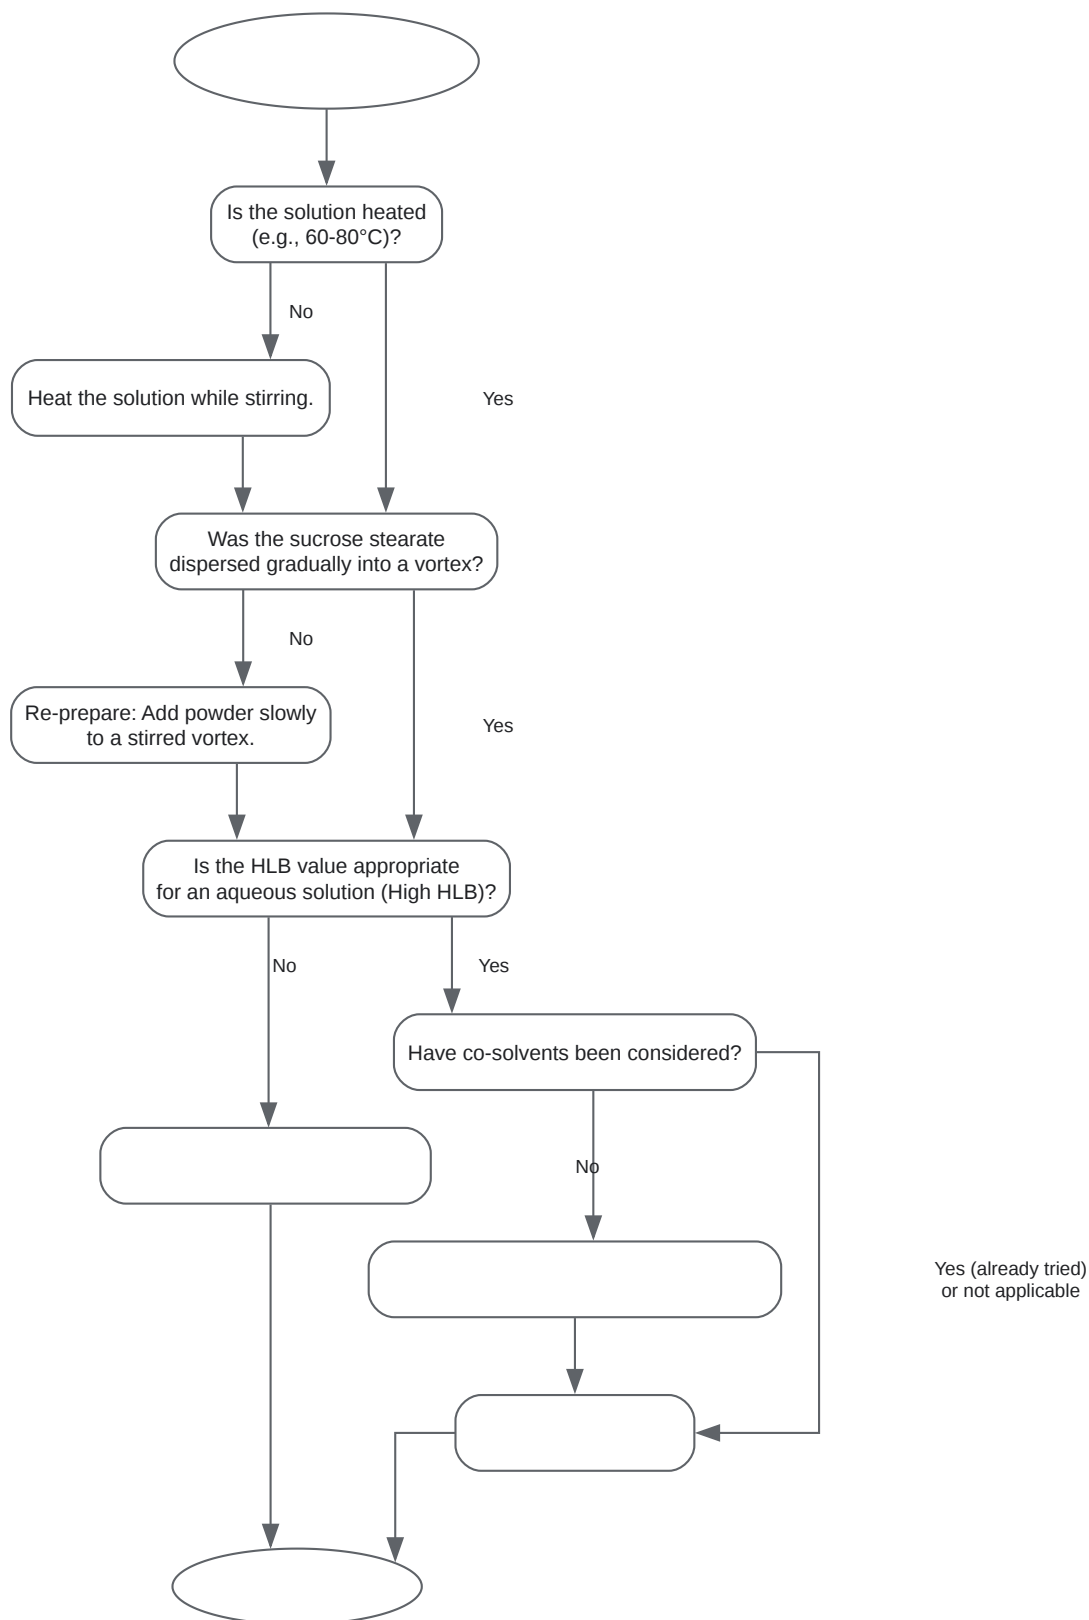 Is the solution heated
(e.g., 60-80°C)?
No
Heat the solution while stirring.
Yes
Was the sucrose stearate
dispersed gradually into a vortex?
No
Re-prepare: Add powder slowly
to a stirred vortex.
Yes
Is the HLB value appropriate
for an aqueous solution (High HLB)?
No
Yes
Have co-solvents been considered?
No
Yes (already tried)
or not applicable